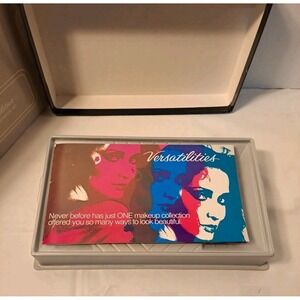 Versatilities
Never before has just ONE makeup collection
offered you so many ways to look beautiful.